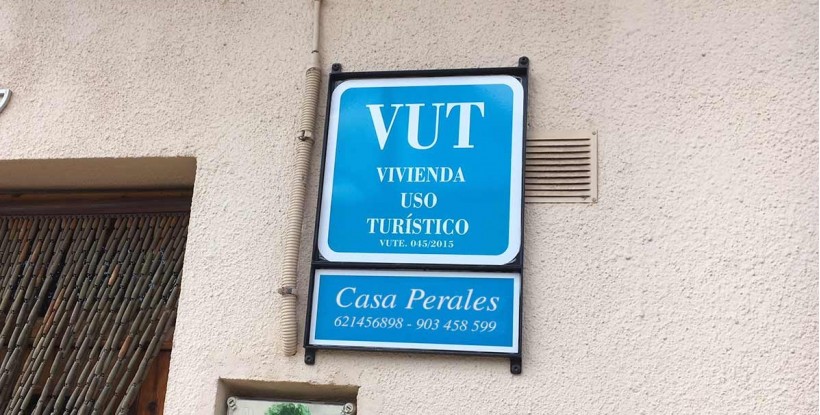 VUT
VIVIENDA
USO
TURÍSTICO
VUTE. 045/2015
Casa Perales
621456898 - 903 458 599